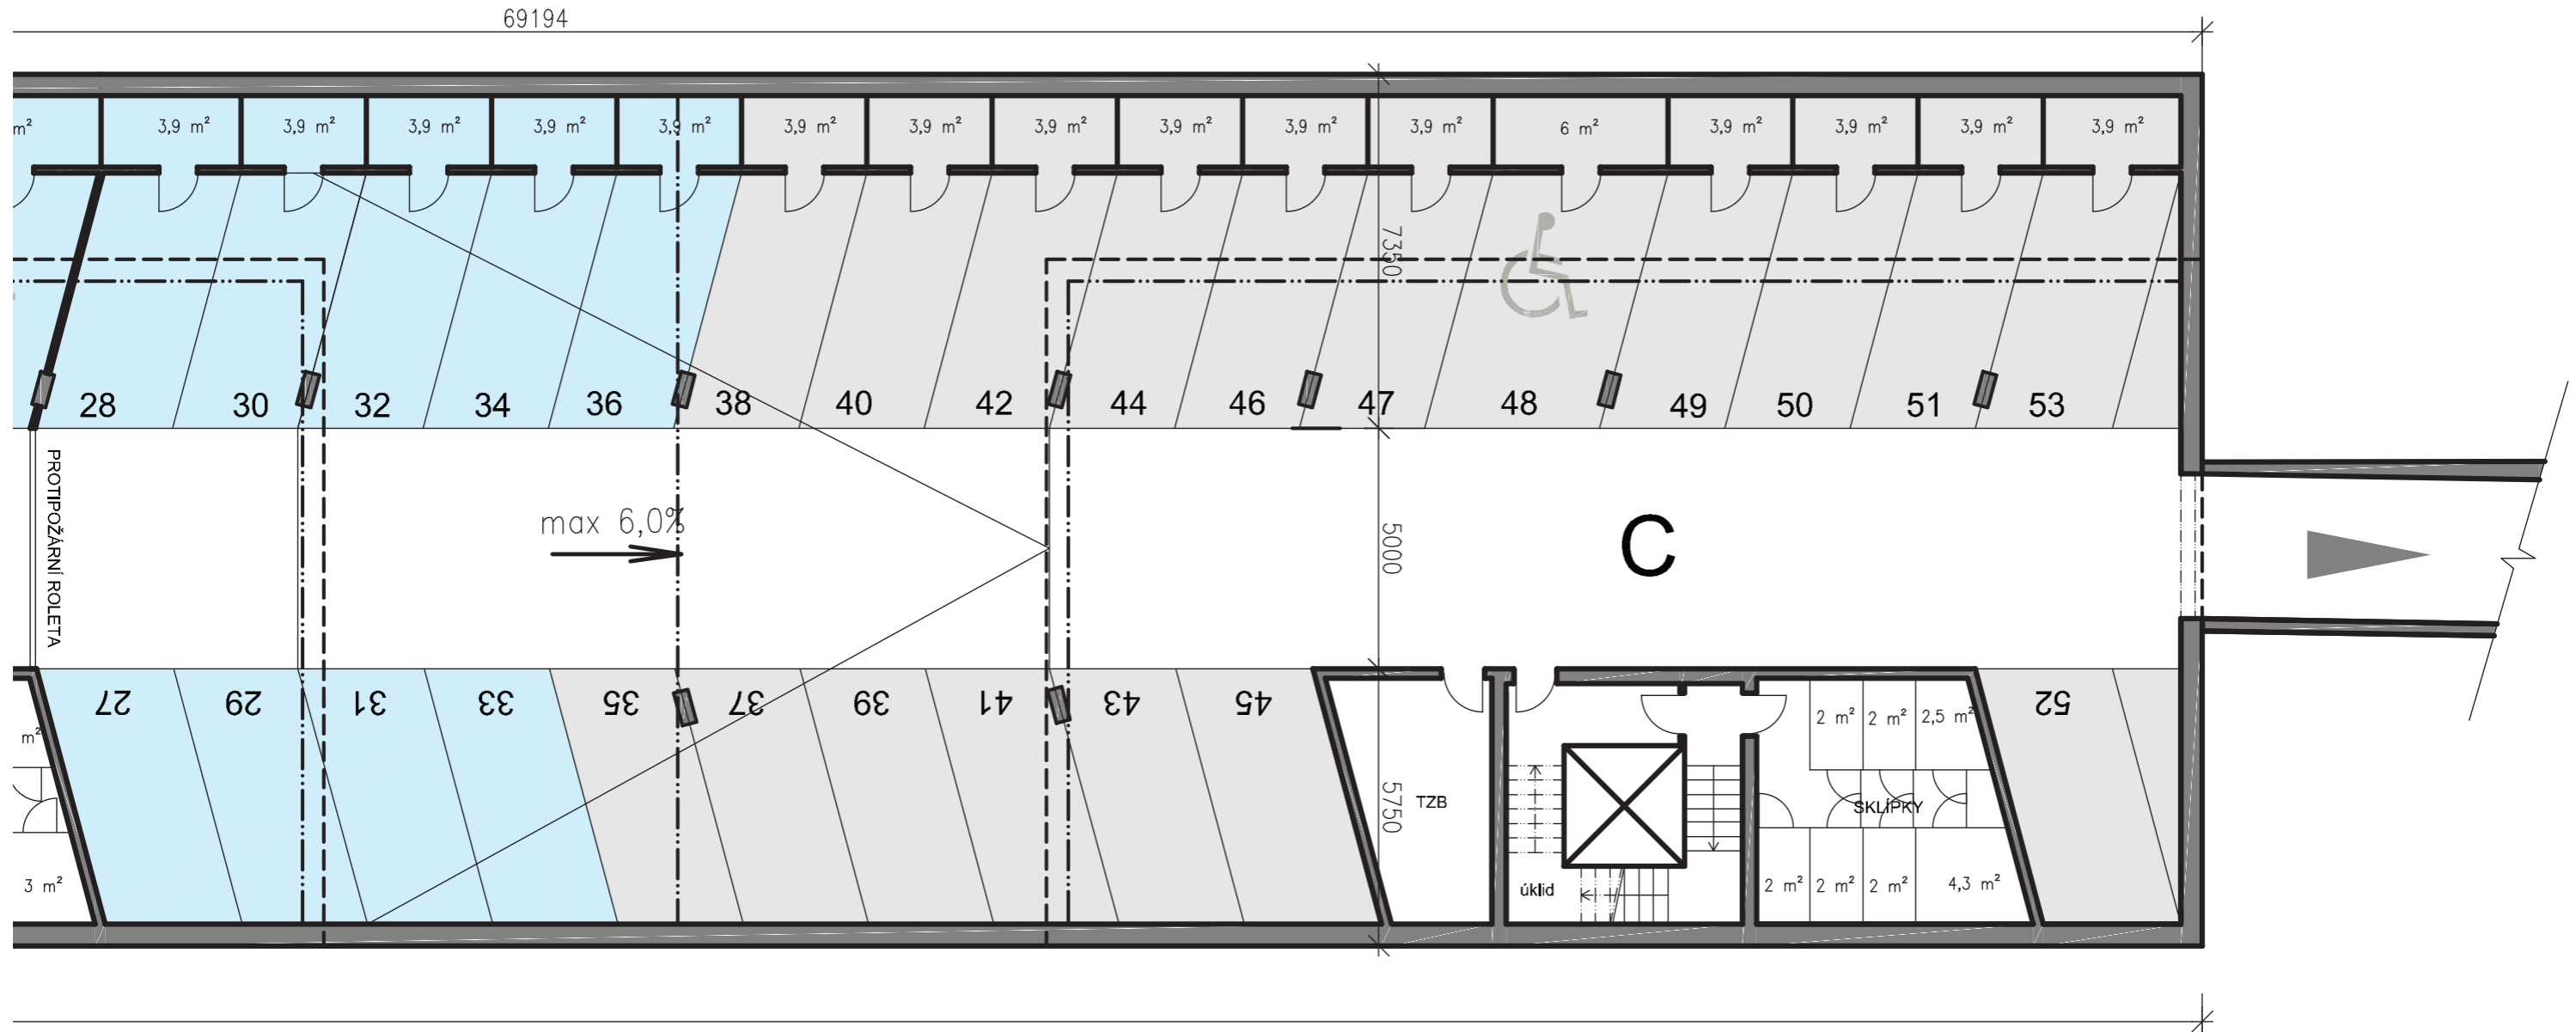 69194
m²
3,9 m²
3,9 m²
3,9 m²
3,9 m²
3,9 m²
3,9 m²
3,9 m²
3,9 m²
3,9 m²
3,9 m²
3,9 m²
6 m²
3,9 m²
3,9 m²
3,9 m²
3,9 m²
7350
28
30
32
34
36
38
40
42
44
46
47
48
49
50
51
53
PROTIPOŽÁRNÍ ROLETA
max 6,0%
5000
C
27
29
31
33
35
37
39
41
43
45
52
m²
2 m²
2 m²
2,5 m²
5750
TZB
SKLÍPKY
3 m²
úklid
2 m²
2 m²
2 m²
4,3 m²